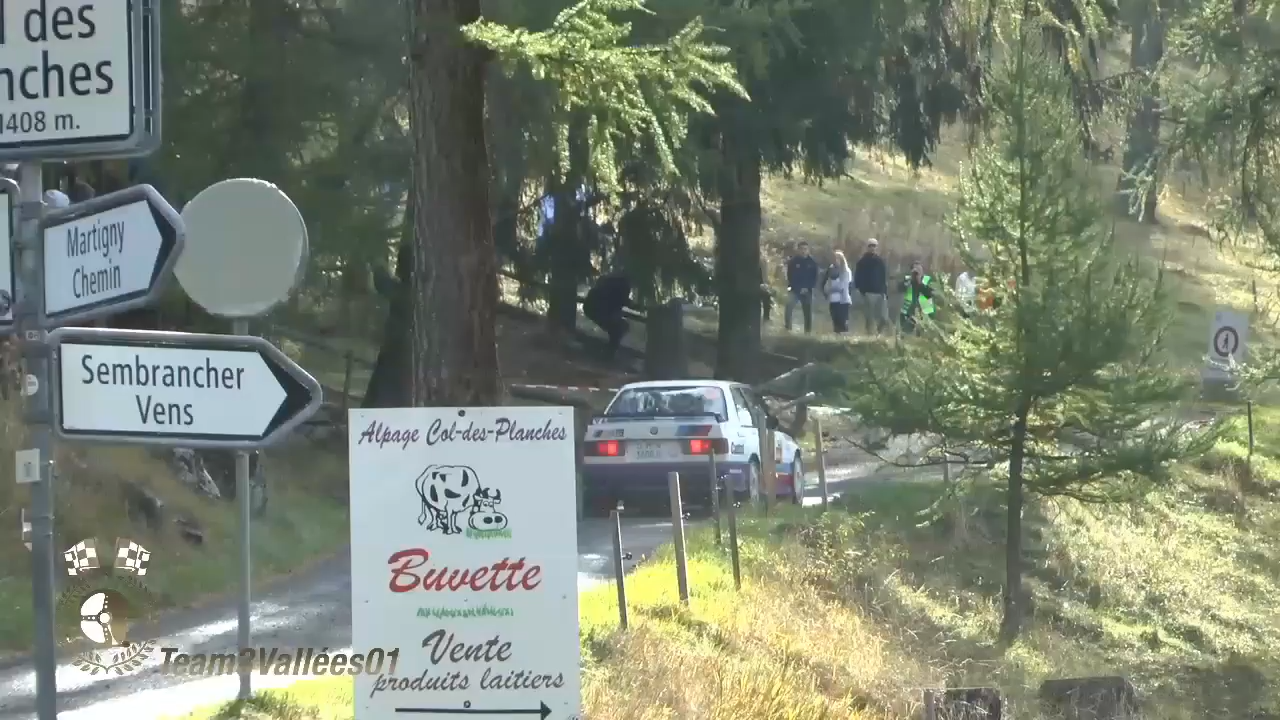 des
nches
1408 m.
Martigny
Chemin
Sembrancher
Vens
Alpage Col-des-Planches
Buvette
Vente
produits laitiers
Team2Vallées01